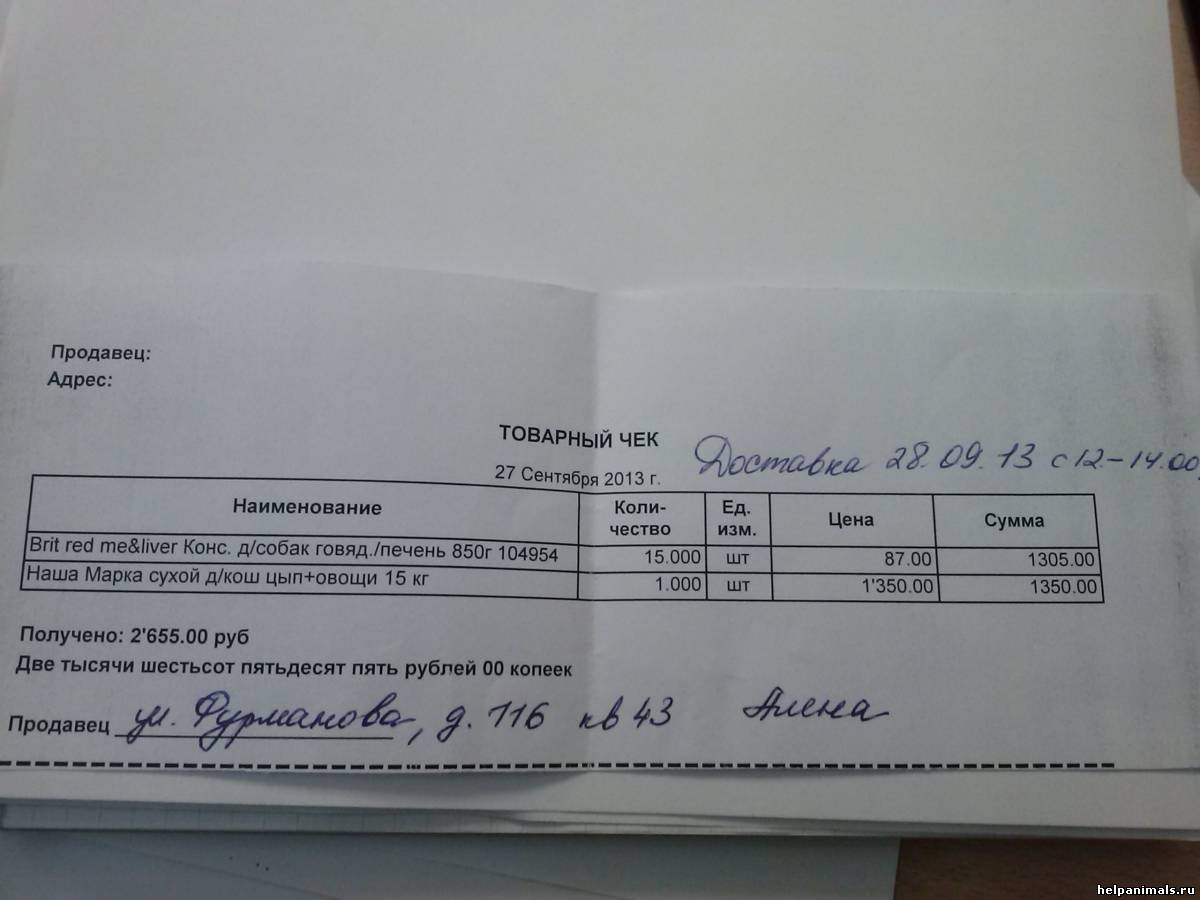 Продавец:
Адрес:
ТОВАРНЫЙ ЧЕК
Доставка 28.09.13 с 12-14.00
27 Сентября 2013 г.
Наименование Коли-чество Ед. изм. Цена Сумма
Brit red me&liver Конс. д/собак говяд./печень 850г 104954 15.000 шт 87.00 1305.00
Наша Марка сухой д/кош цып+овощи 15 кг 1.000 шт 1'350.00 1350.00
Получено: 2'655.00 руб
Две тысячи шестьсот пятьдесят пять рублей 00 копеек
Продавец ул. Фурманова, д. 116 кв 43 Алена
helpanimals.ru